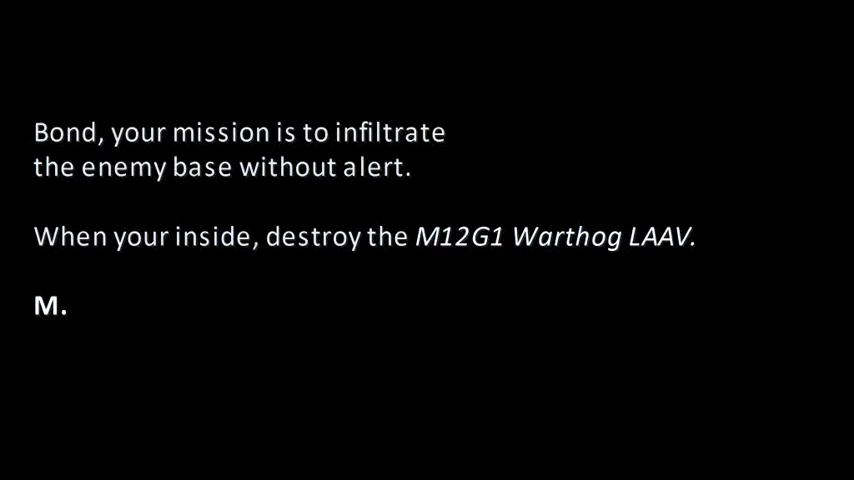 Bond, your mission is to infiltrate
the enemy base without alert.
When your inside, destroy the M12G1 Warthog LAAV.
M.